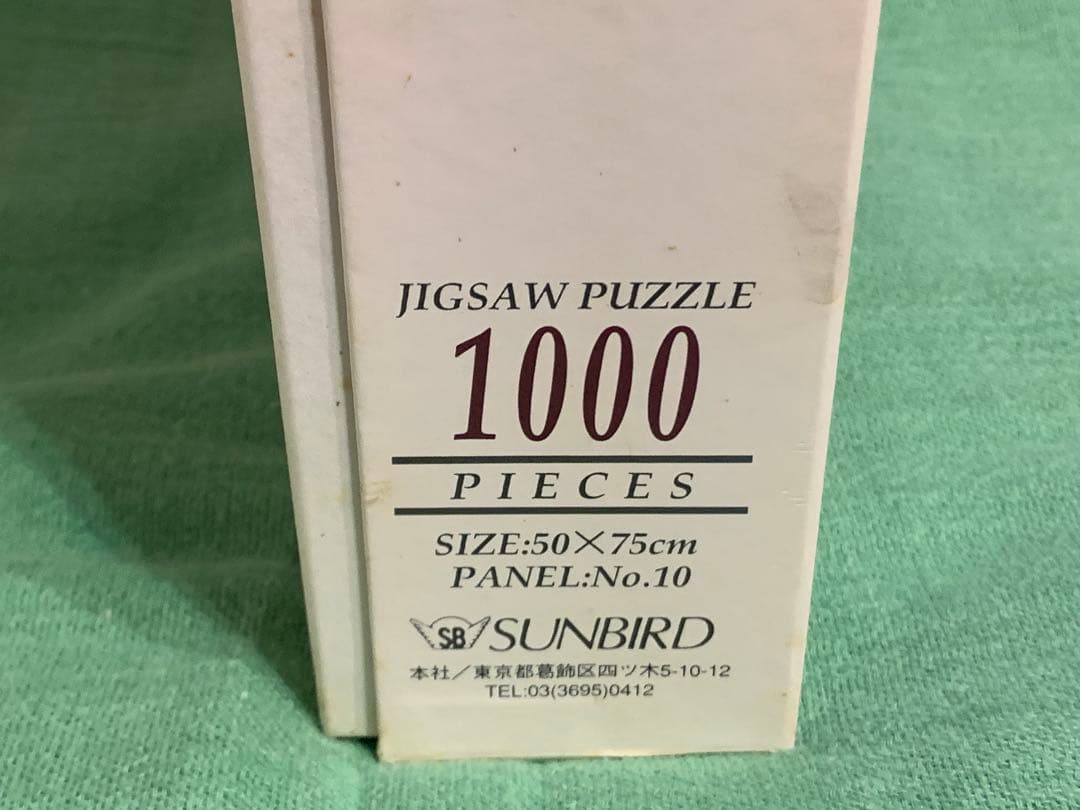 JIGSAW PUZZLE
1000
PIECES
SIZE:50×75cm
PANEL:No.10
SB SUNBIRD
本社／東京都葛飾区四ツ木5-10-12
TEL:03(3695)0412